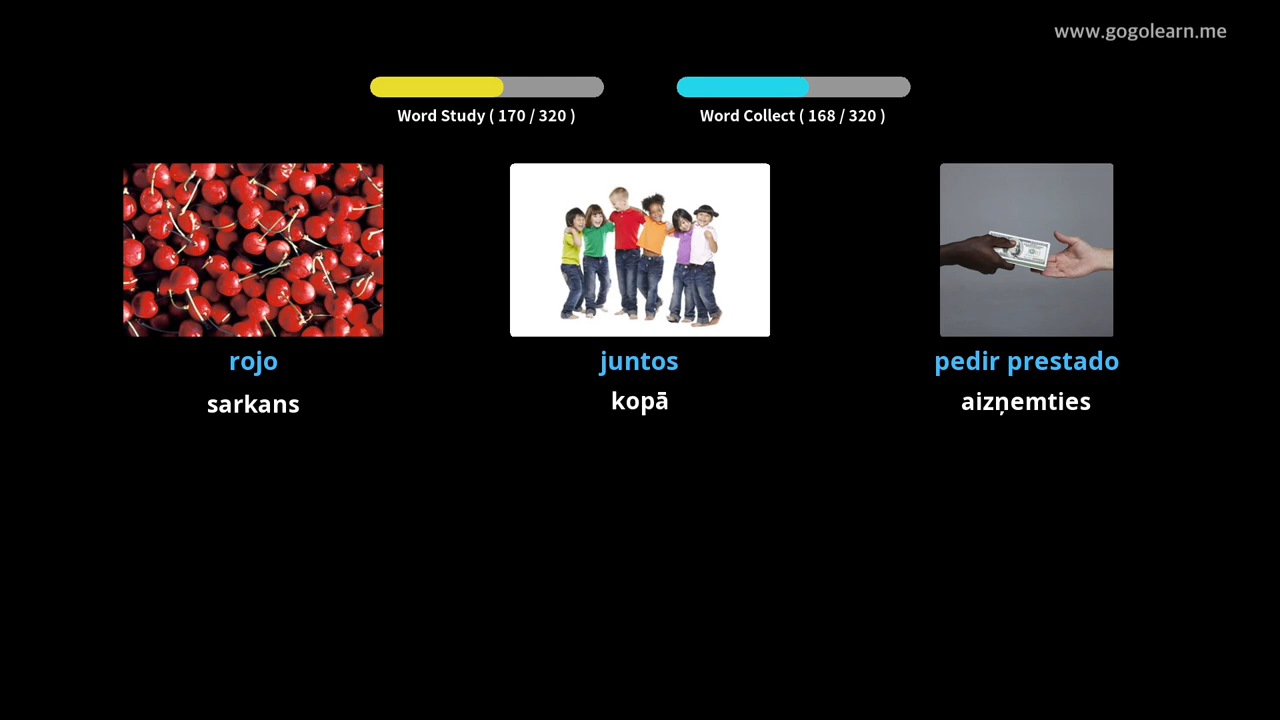 www.gogolearn.me
Word Study ( 170 / 320 )
Word Collect ( 168 / 320 )
rojo
juntos
pedir prestado
sarkans
kopā
aizņemties